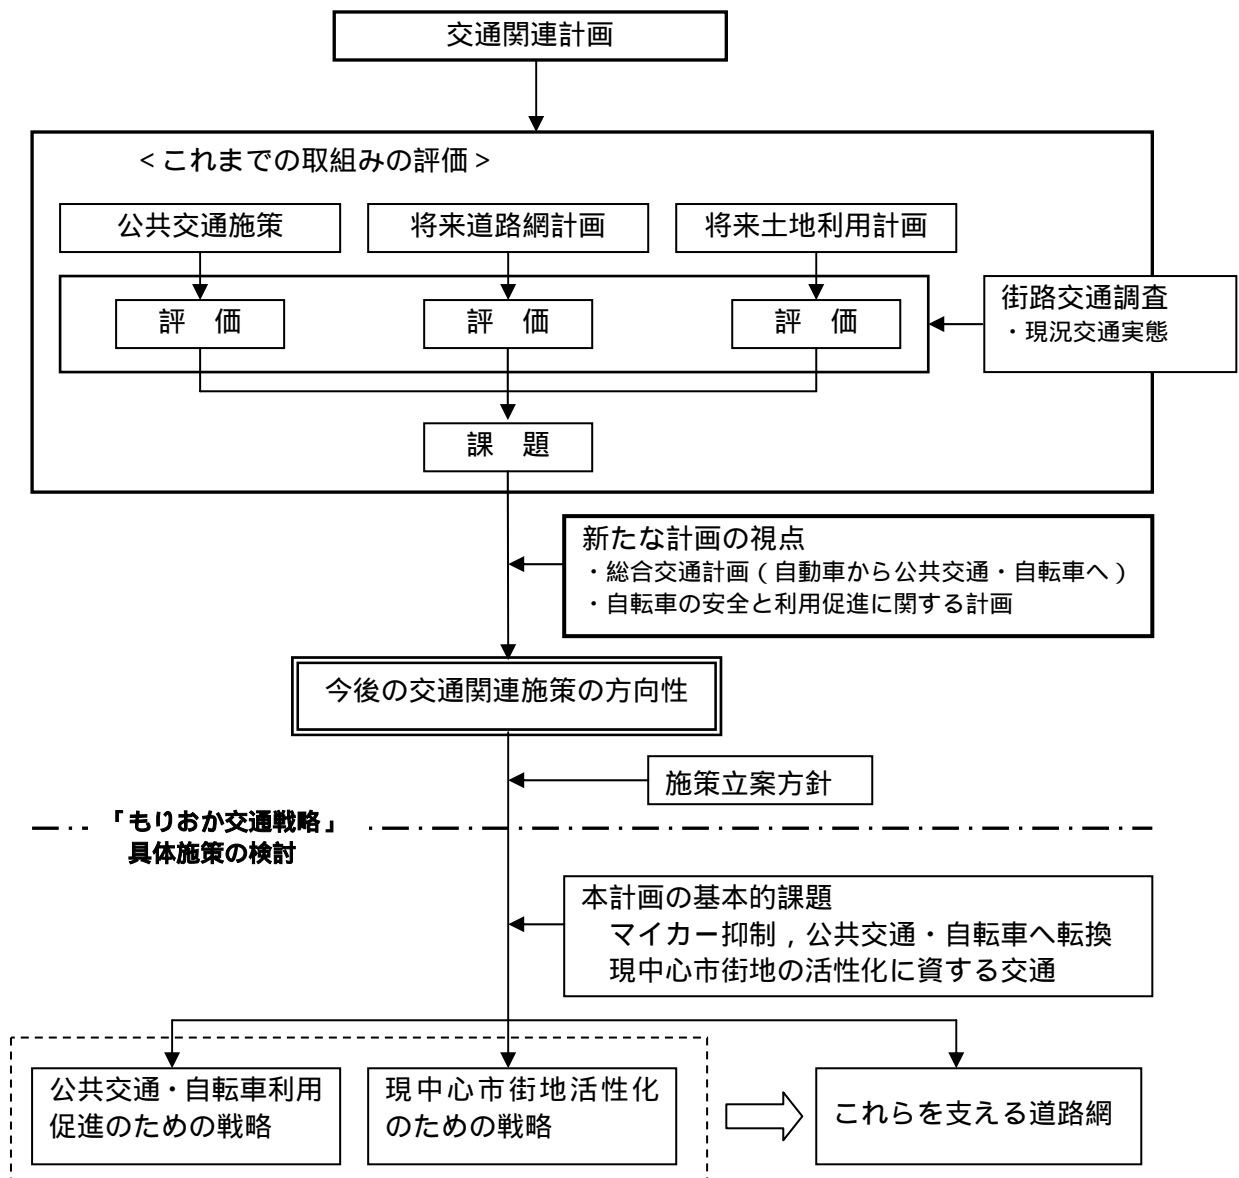 交通関連計画
<これまでの取組みの評価>
公共交通施策
将来道路網計画
将来土地利用計画
評　価
評　価
評　価
街路交通調査
・現況交通実態
課　題
新たな計画の視点
・総合交通計画（自動車から公共交通・自転車へ）
・自転車の安全と利用促進に関する計画
今後の交通関連施策の方向性
施策立案方針
「もりおか交通戦略」
具体施策の検討
本計画の基本的課題
マイカー抑制，公共交通・自転車へ転換
現中心市街地の活性化に資する交通
公共交通・自転車利用
促進のための戦略
現中心市街地活性化
のための戦略
これらを支える道路網